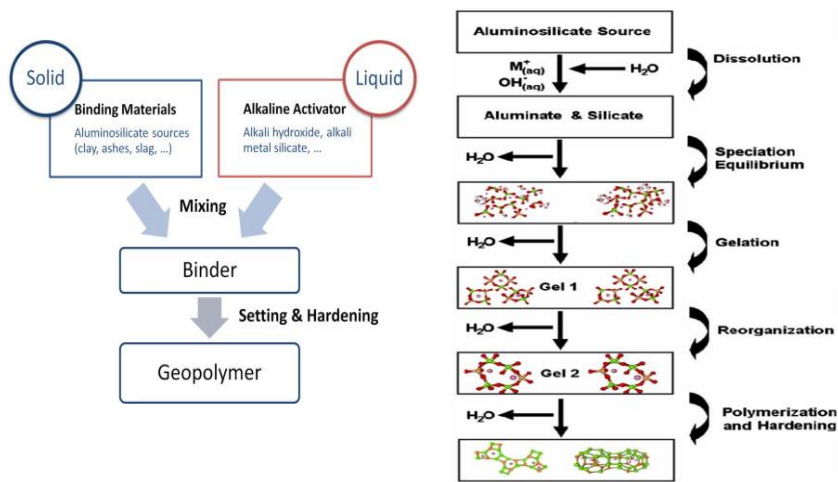 Solid
Liquid
Binding Materials
Aluminosilicate sources
(clay, ashes, slag, ...)
Alkaline Activator
Alkali hydroxide, alkali
metal silicate, ...
Mixing
Binder
Setting & Hardening
Geopolymer
Aluminosilicate Source
M⁺(aq)
OH⁻(aq)
H₂O
Dissolution
Aluminate & Silicate
H₂O
Speciation
Equilibrium
H₂O
Gelation
Gel 1
H₂O
Reorganization
Gel 2
H₂O
Polymerization
and Hardening